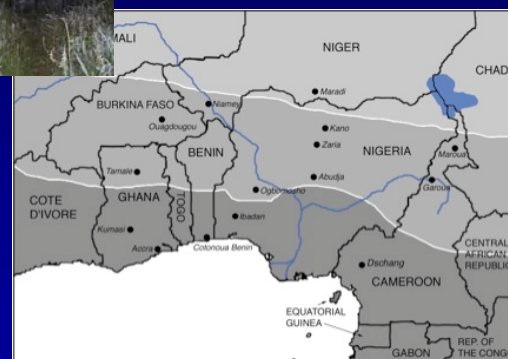 MALI
NIGER
CHAD
BURKINA FASO
Niamey
Maradi
Ouagdougou
Kano
Zaria
BENIN
NIGERIA
Maroua
Tamale
Abudja
Garoua
Ogbomosho
COTE
D'IVORE
GHANA
TOGO
Ibadan
Kumasi
Accra
Cotonoua Benin
CENTRAL
AFRICAN
REPUBLIC
Dschang
CAMEROON
EQUATORIAL
GUINEA
GABON
REP. OF
THE CONGO